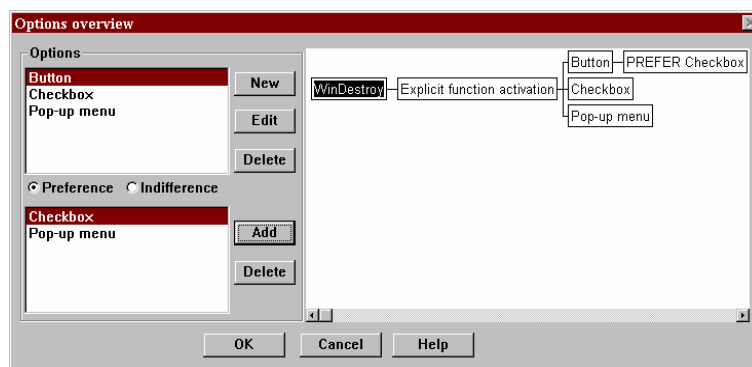 Options overview
Options
Button
Checkbox
Pop-up menu
New
Edit
Delete
Preference Indifference
Checkbox
Pop-up menu
Add
Delete
WinDestroy Explicit function activation
Button PREFER Checkbox
Checkbox
Pop-up menu
OK Cancel Help